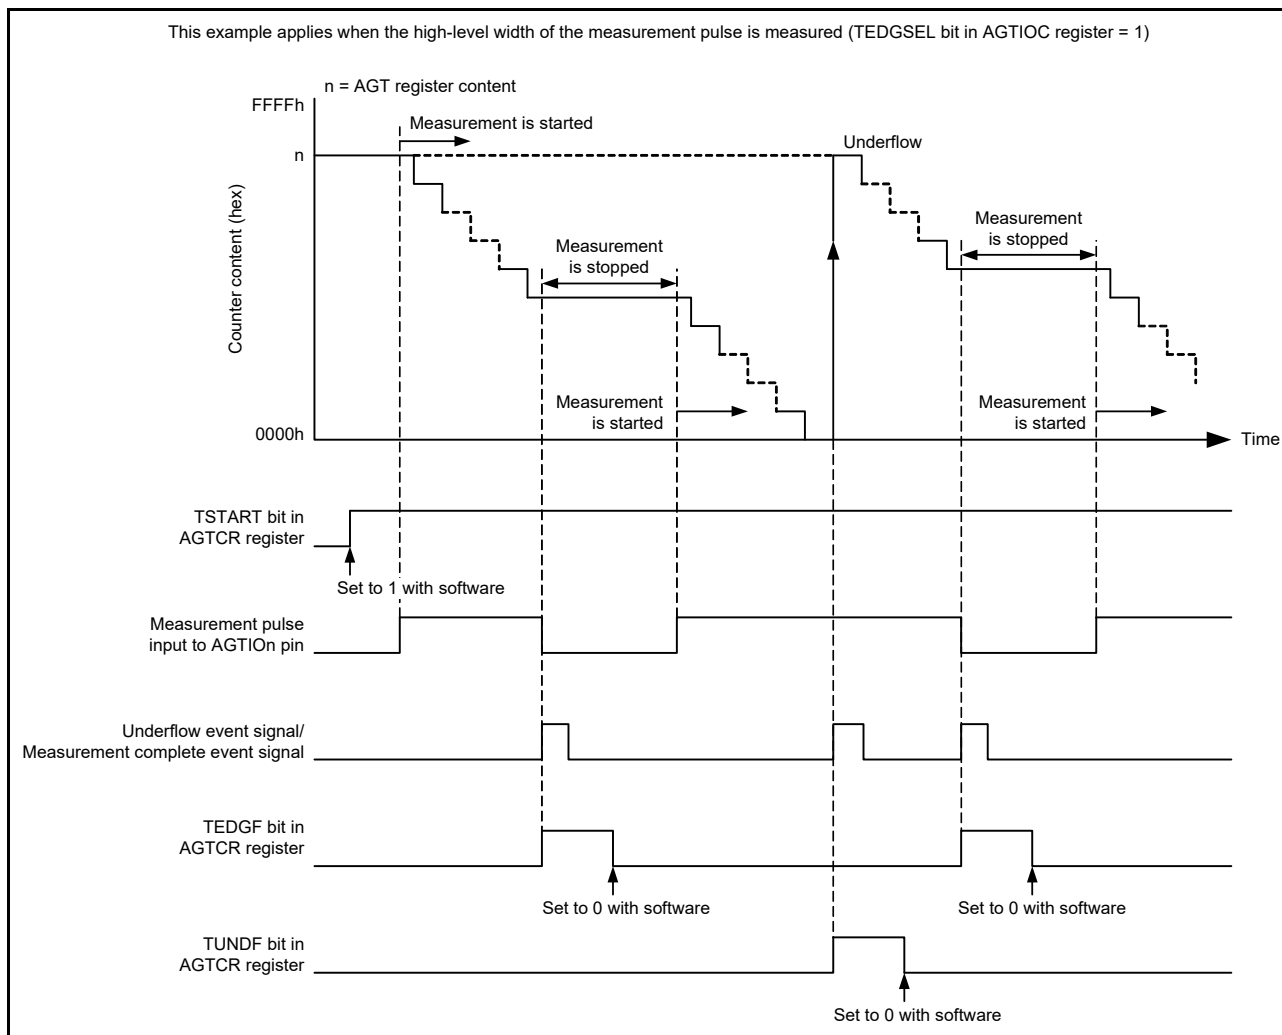 This example applies when the high-level width of the measurement pulse is measured (TEDGSEL bit in AGTIOC register = 1)
n = AGT register content
FFFFh
Measurement is started
n
Underflow
Counter content (hex)
Measurement
is stopped
Measurement
is stopped
Measurement
is started
Measurement
is started
0000h
Time
TSTART bit in
AGTCR register
Set to 1 with software
Measurement pulse
input to AGTIOn pin
Underflow event signal/
Measurement complete event signal
TEDGF bit in
AGTCR register
Set to 0 with software
Set to 0 with software
TUNDF bit in
AGTCR register
Set to 0 with software